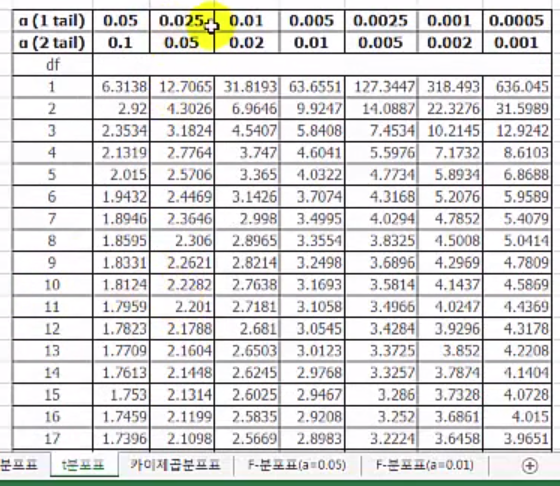 α (1 tail) 0.05 0.025 0.01 0.005 0.0025 0.001 0.0005
α (2 tail) 0.1 0.05 0.02 0.01 0.005 0.002 0.001
df
1 6.3138 12.7065 31.8193 63.6551 127.3447 318.493 636.045
2 2.92 4.3026 6.9646 9.9247 14.0887 22.3276 31.5989
3 2.3534 3.1824 4.5407 5.8408 7.4534 10.2145 12.9242
4 2.1319 2.7764 3.747 4.6041 5.5976 7.1732 8.6103
5 2.015 2.5706 3.365 4.0322 4.7734 5.8934 6.8688
6 1.9432 2.4469 3.1426 3.7074 4.3168 5.2076 5.9589
7 1.8946 2.3646 2.998 3.4995 4.0294 4.7852 5.4079
8 1.8595 2.306 2.8965 3.3554 3.8325 4.5008 5.0414
9 1.8331 2.2621 2.8214 3.2498 3.6896 4.2969 4.7809
10 1.8124 2.2282 2.7638 3.1693 3.5814 4.1437 4.5869
11 1.7959 2.201 2.7181 3.1058 3.4966 4.0247 4.4369
12 1.7823 2.1788 2.681 3.0545 3.4284 3.9296 4.3178
13 1.7709 2.1604 2.6503 3.0123 3.3725 3.852 4.2208
14 1.7613 2.1448 2.6245 2.9768 3.3257 3.7874 4.1404
15 1.753 2.1314 2.6025 2.9467 3.286 3.7328 4.0728
16 1.7459 2.1199 2.5835 2.9208 3.252 3.6861 4.015
17 1.7396 2.1098 2.5669 2.8983 3.2224 3.6458 3.9651
분포표 t분포표 카이제곱분포표 F-분포표(a=0.05) F-분포표(a=0.01)